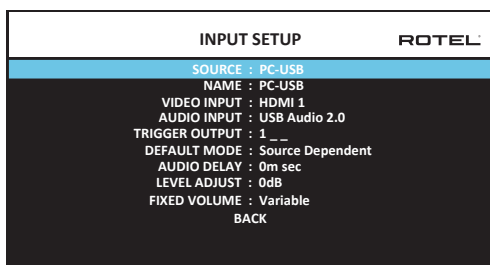 INPUT SETUP
ROTEL
SOURCE : PC-USB
NAME : PC-USB
VIDEO INPUT : HDMI 1
AUDIO INPUT : USB Audio 2.0
TRIGGER OUTPUT : 1 _ _
DEFAULT MODE : Source Dependent
AUDIO DELAY : 0m sec
LEVEL ADJUST : 0dB
FIXED VOLUME : Variable
BACK